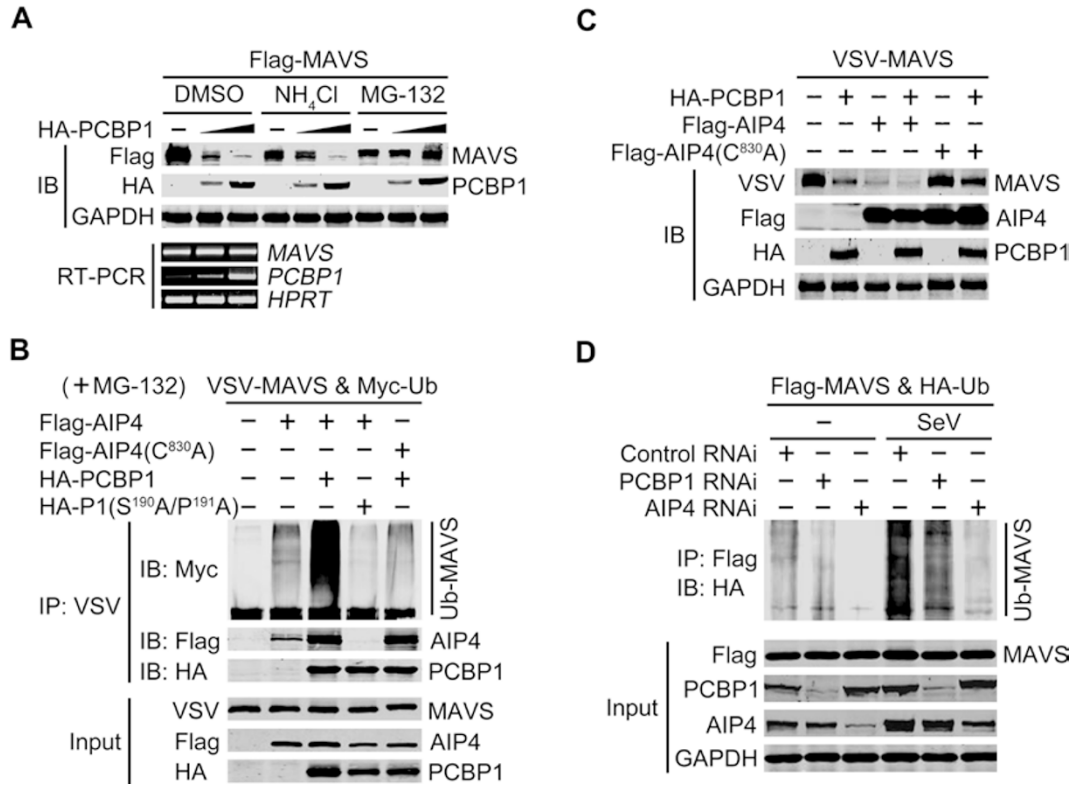 A
Flag-MAVS
DMSO NH4Cl MG-132
HA-PCBP1 –
– –
IB
Flag MAVS
HA PCBP1
GAPDH
RT-PCR
MAVS
PCBP1
HPRT
B
(+MG-132) VSV-MAVS & Myc-Ub
Flag-AIP4 – + + + –
Flag-AIP4(C830A) – – – – +
HA-PCBP1 – – + – +
HA-P1(S190A/P191A) – – – + –
IP: VSV
IB: Myc Ub-MAVS
IB: Flag AIP4
IB: HA PCBP1
Input
VSV MAVS
Flag AIP4
HA PCBP1
C
VSV-MAVS
HA-PCBP1 – + – + – +
Flag-AIP4 – – + + – –
Flag-AIP4(C830A) – – – – + +
IB
VSV MAVS
Flag AIP4
HA PCBP1
GAPDH
D
Flag-MAVS & HA-Ub
– SeV
Control RNAi + – – + – –
PCBP1 RNAi – + – – + –
AIP4 RNAi – – + – – +
IP: Flag
IB: HA
Ub-MAVS
Input
Flag MAVS
PCBP1
AIP4
GAPDH